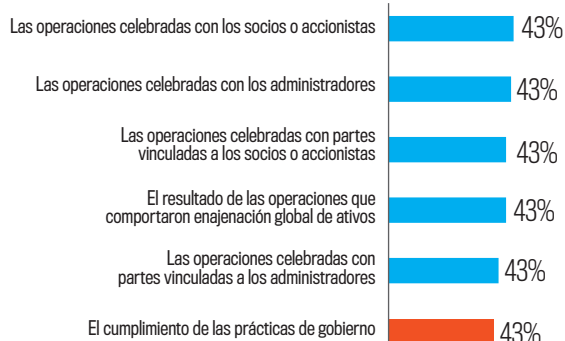 Las operaciones celebradas con los socios o accionistas
43%
Las operaciones celebradas con los administradores
43%
Las operaciones celebradas con partes
vinculadas a los socios o accionistas
43%
El resultado de las operaciones que
comportaron enajenación global de ativos
43%
Las operaciones celebradas con
partes vinculadas a los administradores
43%
El cumplimiento de las prácticas de gobierno
43%